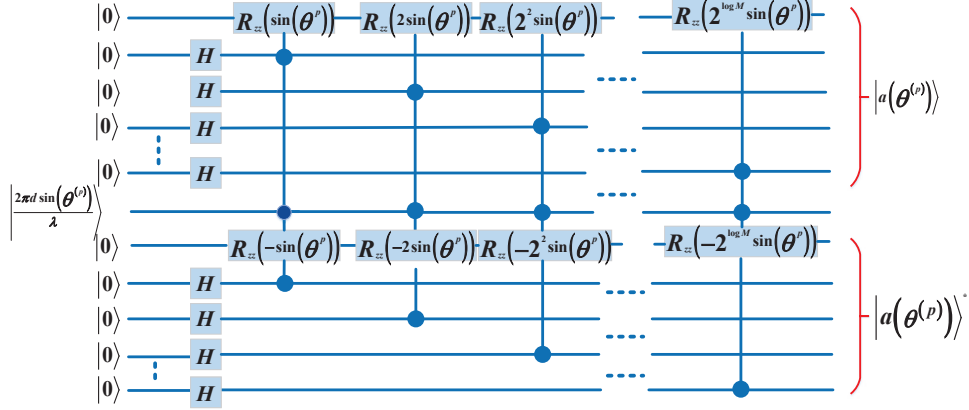 |0⟩ R_zz(sin(θ^p)) R_zz(2sin(θ^p)) R_zz(2^2 sin(θ^p)) R_zz(2^{log M} sin(θ^p))
|0⟩ H
|0⟩ H |a(θ^(p))⟩
|0⟩ H
|0⟩ H
|2πd sin(θ^(p))/λ⟩
|0⟩ R_zz(-sin(θ^p)) R_zz(-2sin(θ^p)) R_zz(-2^2 sin(θ^p)) R_zz(-2^{log M} sin(θ^p))
|0⟩ H
|0⟩ H |a(θ^(p))⟩
|0⟩ H
|0⟩ H